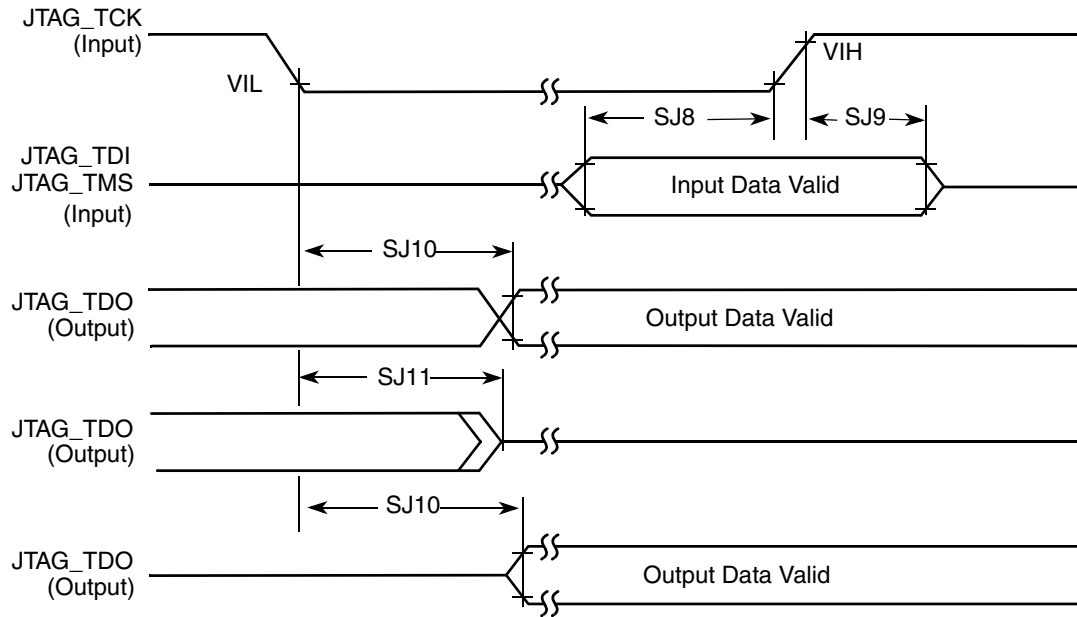 JTAG_TCK
(Input)
VIH
VIL
SJ8
SJ9
JTAG_TDI
JTAG_TMS
(Input)
Input Data Valid
SJ10
JTAG_TDO
(Output)
Output Data Valid
SJ11
JTAG_TDO
(Output)
SJ10
JTAG_TDO
(Output)
Output Data Valid